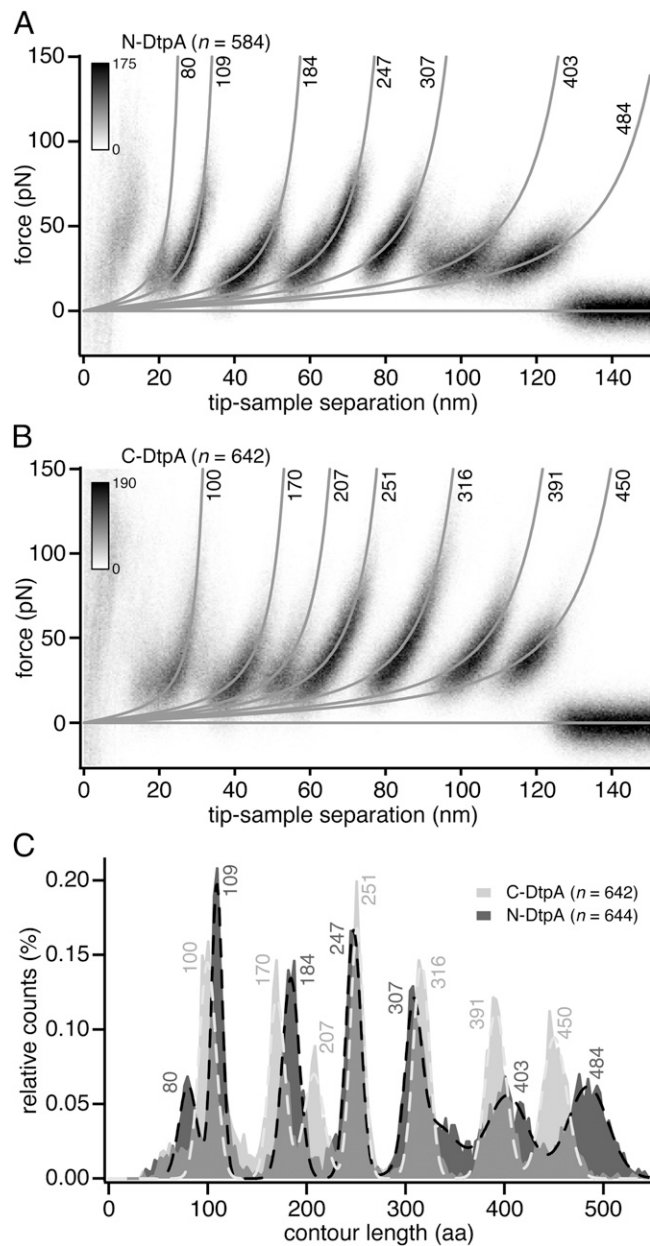 A
N-DtpA (n = 584)
175
0
80
109
184
247
307
403
484
150
100
50
0
force (pN)
0 20 40 60 80 100 120 140
tip-sample separation (nm)
B
C-DtpA (n = 642)
190
0
100
170
207
251
316
391
450
150
100
50
0
force (pN)
0 20 40 60 80 100 120 140
tip-sample separation (nm)
C
C-DtpA (n = 642)
N-DtpA (n = 644)
80
100
109
170
184
207
247
251
307
316
391
403
450
484
0.20
0.15
0.10
0.05
0.00
relative counts (%)
0 100 200 300 400 500
contour length (aa)